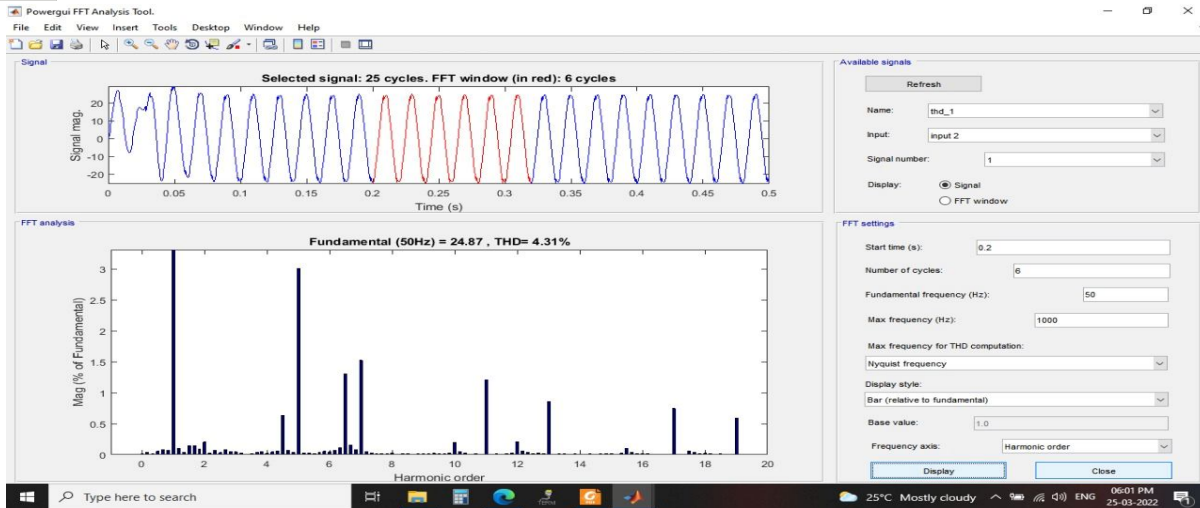 Powergui FFT Analysis Tool.
File Edit View Insert Tools Desktop Window Help
Signal
Selected signal: 25 cycles. FFT window (in red): 6 cycles
Signal mag.
20
10
0
-10
-20
0 0.05 0.1 0.15 0.2 0.25 0.3 0.35 0.4 0.45 0.5
Time (s)
FFT analysis
Fundamental (50Hz) = 24.87 , THD= 4.31%
Mag (% of Fundamental)
3
2.5
2
1.5
1
0.5
0
0 2 4 6 8 10 12 14 16 18 20
Harmonic order
Available signals
Refresh
Name: thd_1
Input: input 2
Signal number: 1
Display: Signal
FFT window
FFT settings
Start time (s): 0.2
Number of cycles: 6
Fundamental frequency (Hz): 50
Max frequency (Hz): 1000
Max frequency for THD computation:
Nyquist frequency
Display style:
Bar (relative to fundamental)
Base value: 1.0
Frequency axis: Harmonic order
Display Close
Type here to search
25°C Mostly cloudy ENG
06:01 PM
25-03-2022